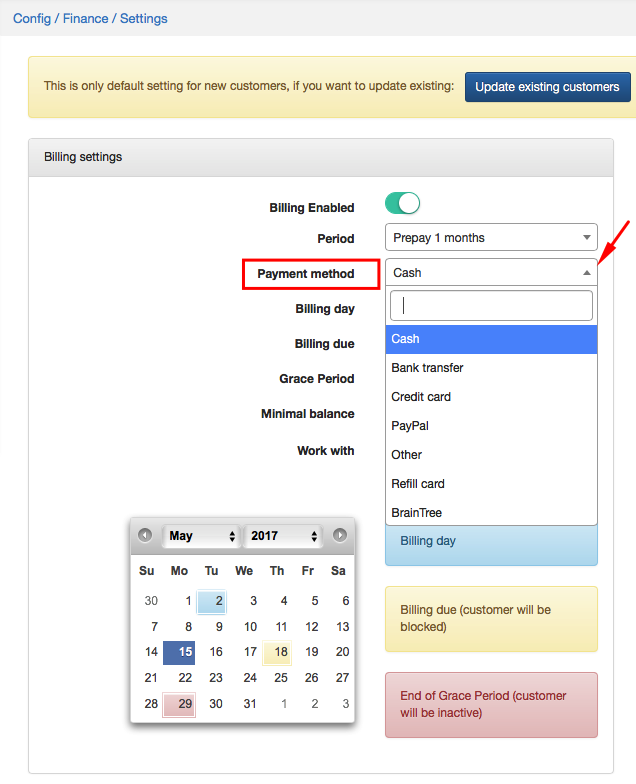 Config / Finance / Settings
This is only default setting for new customers, if you want to update existing: Update existing customers
Billing settings
Billing Enabled
Period Prepay 1 months
Payment method Cash
Billing day
Billing due
Grace Period
Minimal balance
Work with
Cash
Bank transfer
Credit card
PayPal
Other
Refill card
BrainTree
May 2017
Su Mo Tu We Th Fr Sa
30 1 2 3 4 5 6
7 8 9 10 11 12 13
14 15 16 17 18 19 20
21 22 23 24 25 26 27
28 29 30 31 1 2 3
Billing day
Billing due (customer will be
blocked)
End of Grace Period (customer
will be inactive)